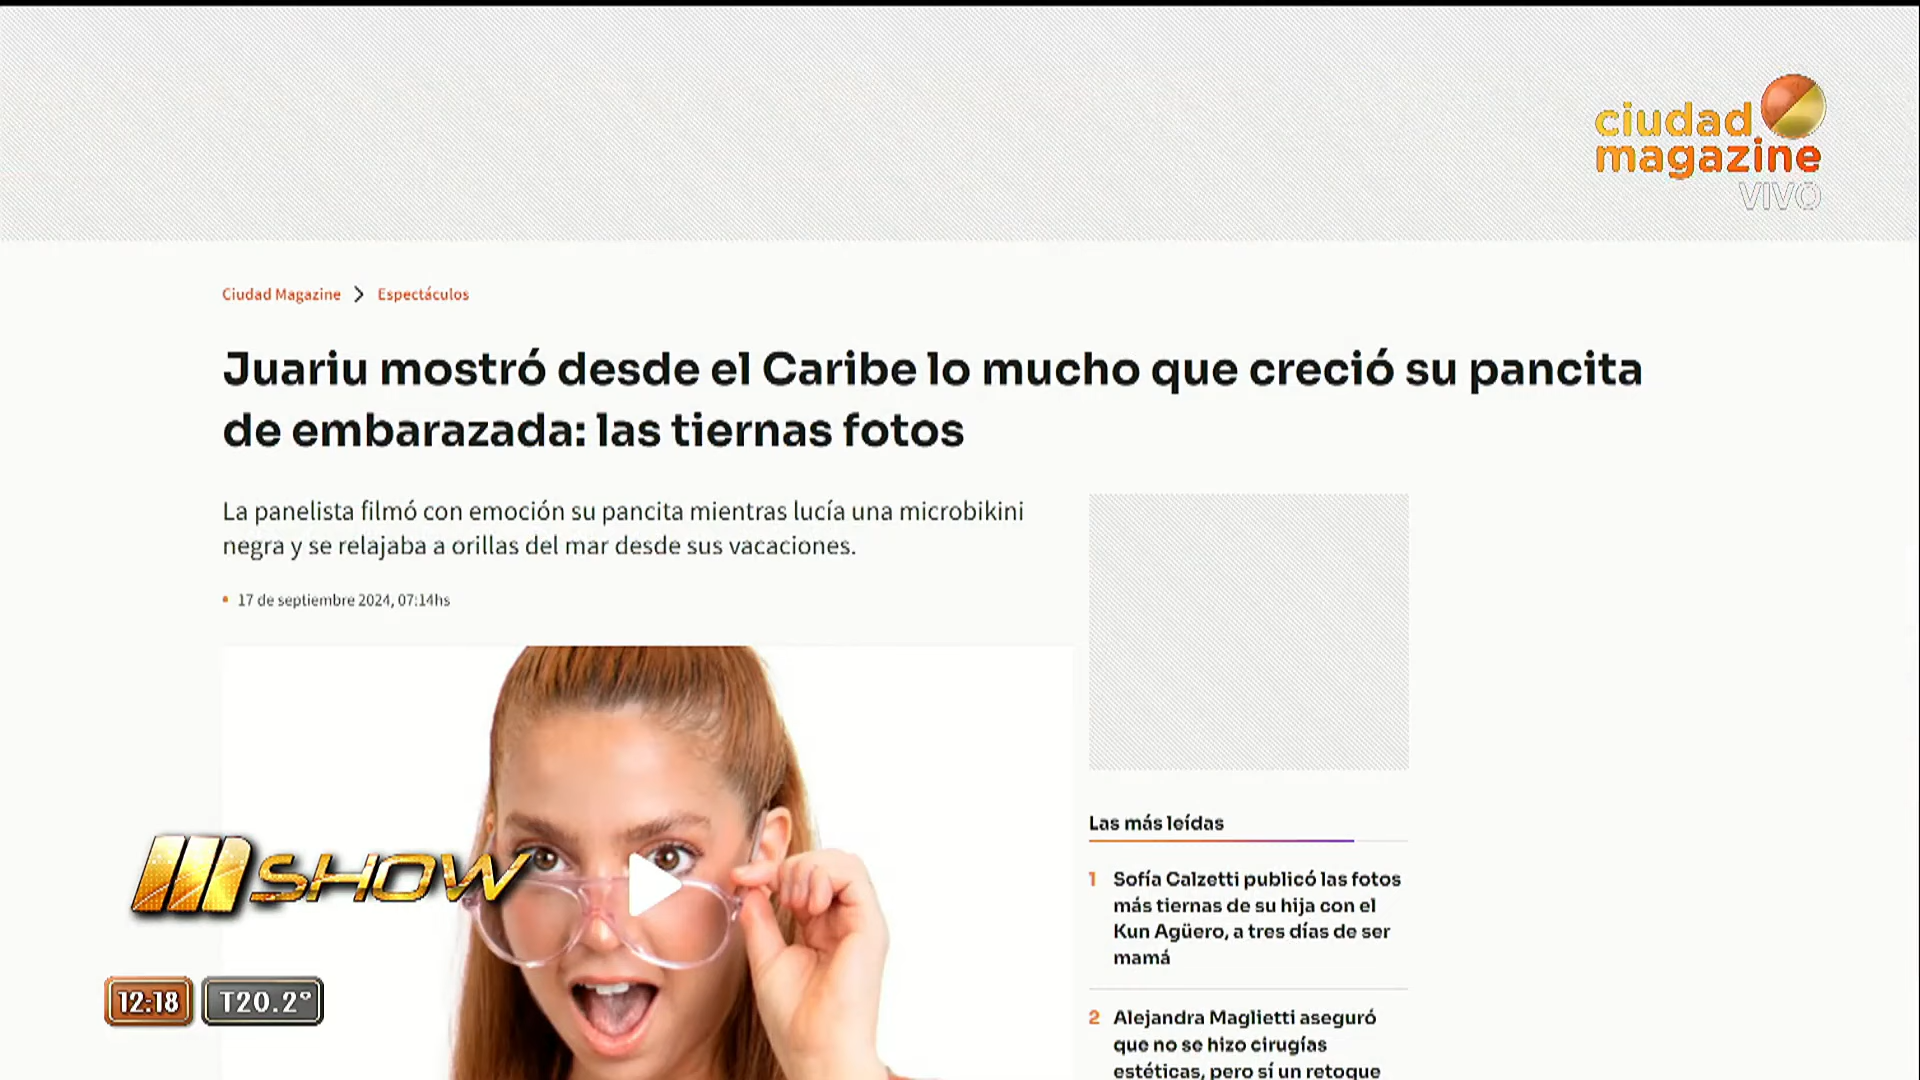 ciudad
magazine
VIVO
Ciudad Magazine > Espectáculos
Juariu mostró desde el Caribe lo mucho que creció su pancita
de embarazada: las tiernas fotos
La panelista filmó con emoción su pancita mientras lucía una microbikini
negra y se relajaba a orillas del mar desde sus vacaciones.
17 de septiembre 2024, 07:14hs
SHOW
12:18 T20.2°
Las más leídas
1 Sofía Calzetti publicó las fotos
más tiernas de su hija con el
Kun Agüero, a tres días de ser
mamá
2 Alejandra Maglietti aseguró
que no se hizo cirugías
estéticas, pero sí un retoque